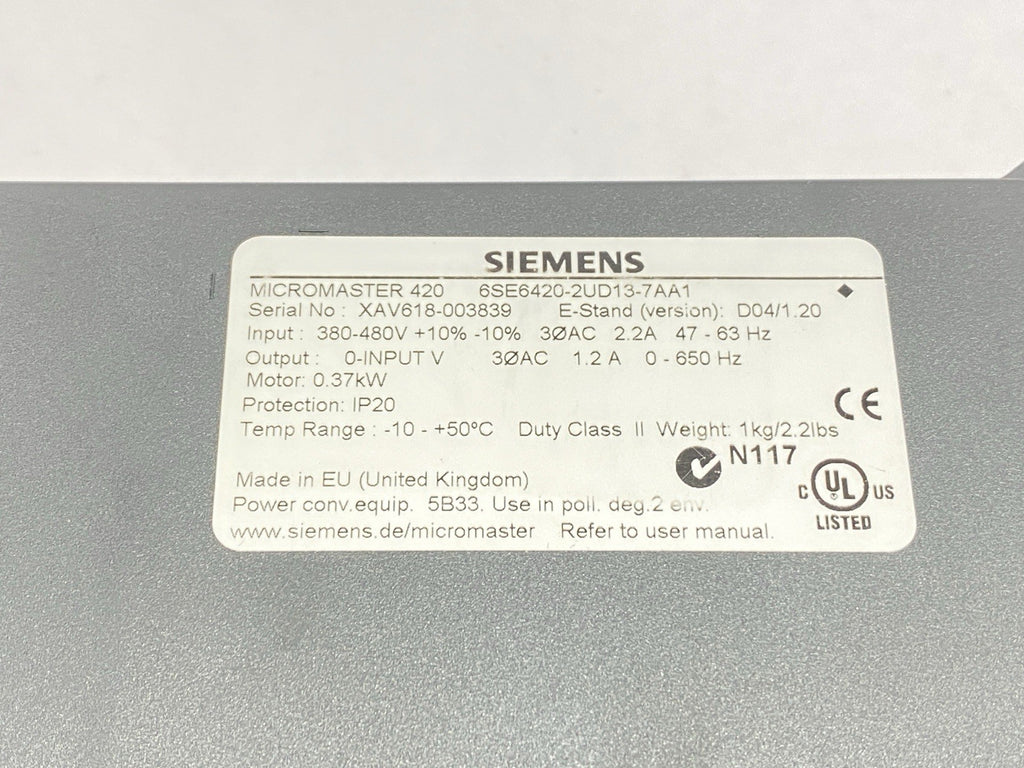 SIEMENS
MICROMASTER 420 6SE6420-2UD13-7AA1
Serial No : XAV618-003839 E-Stand (version): D04/1.20
Input : 380-480V +10% -10% 3ØAC 2.2A 47 - 63 Hz
Output : 0-INPUT V 3ØAC 1.2 A 0 - 650 Hz
Motor: 0.37kW
Protection: IP20
CE
Temp Range : -10 - +50ºC Duty Class II Weight: 1kg/2.2lbs
N117
Made in EU (United Kingdom)
C UL US
LISTED
Power conv.equip. 5B33. Use in poll. deg.2 env.
www.siemens.de/micromaster Refer to user manual.